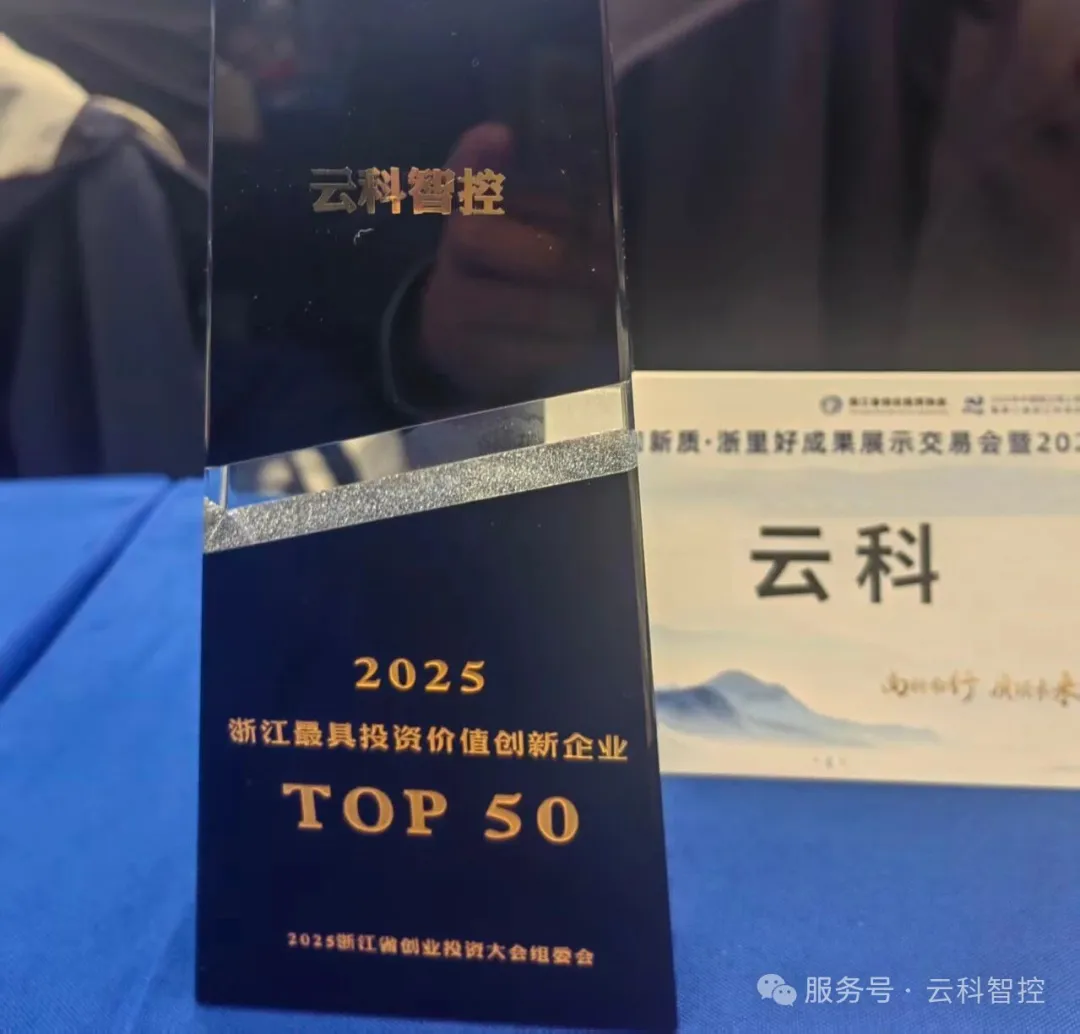 云科智控
2025
浙江最具投资价值创新企业
TOP 50
2025浙江省创业投资大会组委会
新质·浙里好成果展示交易会暨202
云科
服务号·云科智控